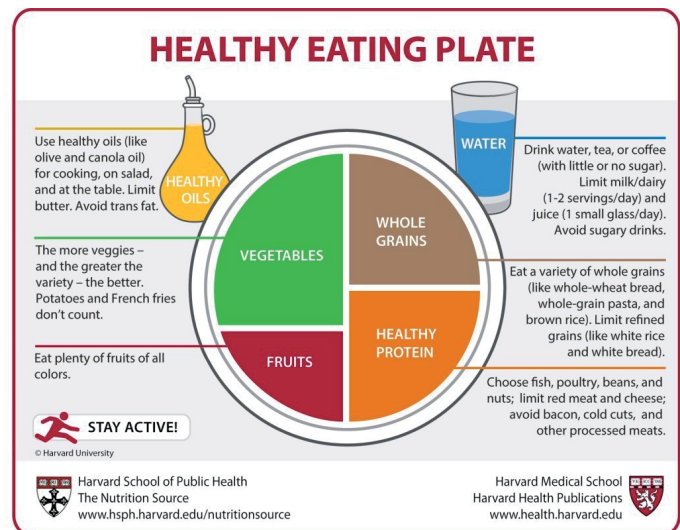 HEALTHY EATING PLATE
Use healthy oils (like
olive and canola oil)
for cooking, on salad,
and at the table. Limit
butter. Avoid trans fat.
HEALTHY
OILS
The more veggies –
and the greater the
variety – the better.
Potatoes and French fries
don’t count.
Eat plenty of fruits of all
colors.
VEGETABLES
FRUITS
WHOLE
GRAINS
HEALTHY
PROTEIN
WATER
Drink water, tea, or coffee
(with little or no sugar).
Limit milk/dairy
(1-2 servings/day) and
juice (1 small glass/day).
Avoid sugary drinks.
Eat a variety of whole grains
(like whole-wheat bread,
whole-grain pasta, and
brown rice). Limit refined
grains (like white rice
and white bread).
Choose fish, poultry, beans, and
nuts; limit red meat and cheese;
avoid bacon, cold cuts, and
other processed meats.
STAY ACTIVE!
© Harvard University
Harvard School of Public Health
The Nutrition Source
www.hsph.harvard.edu/nutritionsource
Harvard Medical School
Harvard Health Publications
www.health.harvard.edu